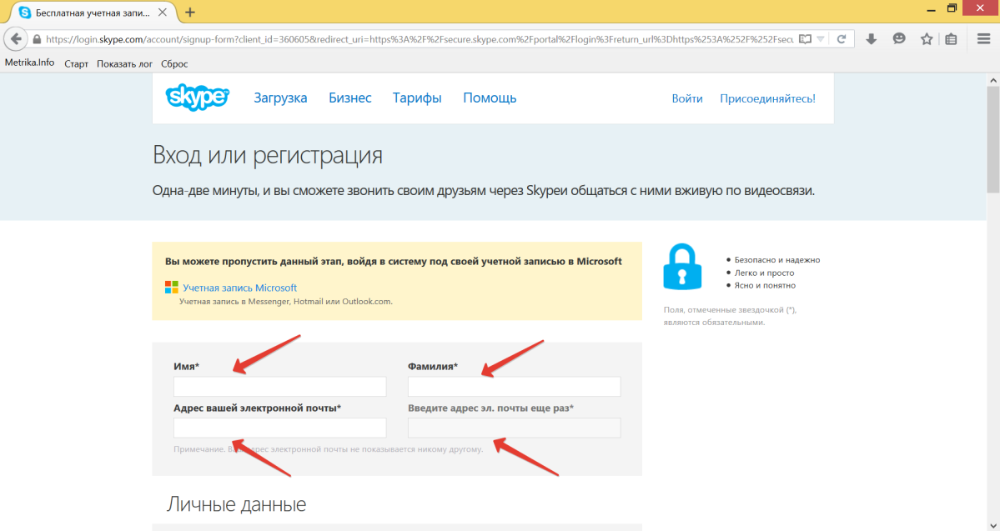 Бесплатная учетная запи...
https://login.skype.com/account/signup-form?client_id=360605&redirect_uri=https%3A%2F%2Fsecure.skype.com%2Fportal%2Flogin%3Freturn_url%3Dhttps%253A%252F%252Fsecu
Metrika.Info Старт Показать лог Сброс
skype™ Загрузка Бизнес Тарифы Помощь Войти Присоединяйтесь!
Вход или регистрация
Одна-две минуты, и вы сможете звонить своим друзьям через Skypeи общаться с ними вживую по видеосвязи.
Вы можете пропустить данный этап, войдя в систему под своей учетной записью в Microsoft
Учетная запись Microsoft
Учетная запись в Messenger, Hotmail или Outlook.com.
• Безопасно и надежно
• Легко и просто
• Ясно и понятно
Поля, отмеченные звездочкой (*),
являются обязательными.
Имя* Фамилия*
Адрес вашей электронной почты* Введите адрес эл. почты еще раз*
Примечание. адрес электронной почты не показывается никому другому.
Личные данные